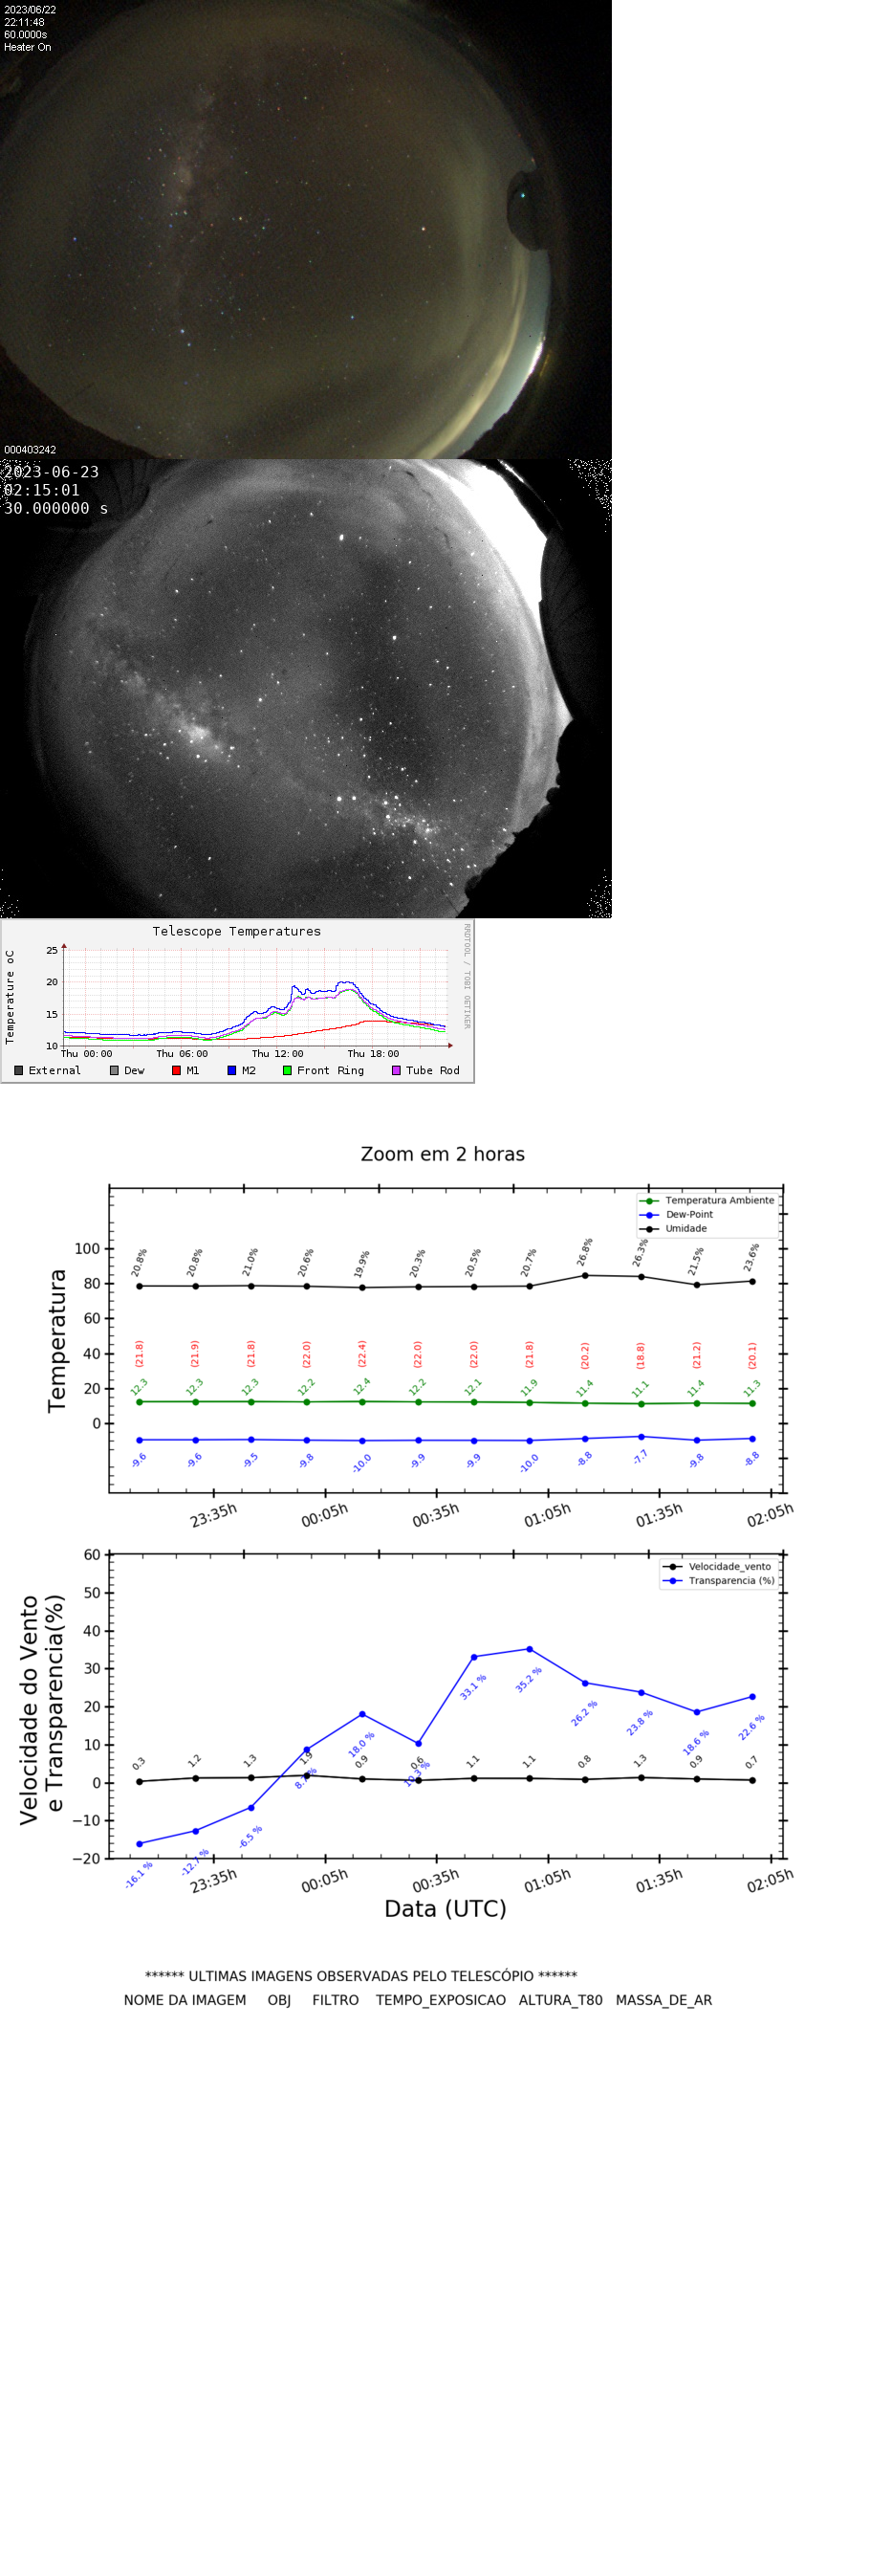 2023/06/22
22:11:48
60.0000s
Heater On
000403242
2023-06-23
02:15:01
30.000000 s
Telescope Temperatures
RRDTOOL / TOBI OETIKER
Temperature oC
25
20
15
10
Thu 00:00 Thu 06:00 Thu 12:00 Thu 18:00
External Dew M1 M2 Front Ring Tube Rod
Zoom em 2 horas
Temperatura Ambiente
Dew-Point
Umidade
Temperatura
100
80
60
40
20
0
20.8% 20.8% 21.0% 20.6% 19.9% 20.3% 20.5% 20.7% 26.8% 26.3% 21.5% 23.6%
(21.8) (21.9) (21.8) (22.0) (22.4) (22.0) (22.0) (21.8) (20.2) (18.8) (21.2) (20.1)
12.3 12.3 12.3 12.2 12.4 12.2 12.1 11.9 11.4 11.1 11.4 11.3
-9.6 -9.6 -9.5 -9.8 -10.0 -9.9 -9.9 -10.0 -8.8 -7.7 -9.8 -8.8
23:35h 00:05h 00:35h 01:05h 01:35h 02:05h
Velocidade_vento
Transparencia (%)
Velocidade do Vento
e Transparencia(%)
60
50
40
30
20
10
0
−10
−20
0.3 1.2 1.3 1.9 0.9 0.6 1.1 1.1 0.8 1.3 0.9 0.7
-16.1 % -12.7 % -6.5 % 18.0 % 10.3 % 33.1 % 35.2 % 26.2 % 23.8 % 18.6 % 22.6 %
23:35h 00:05h 00:35h 01:05h 01:35h 02:05h
Data (UTC)
****** ULTIMAS IMAGENS OBSERVADAS PELO TELESCÓPIO ******
NOME DA IMAGEM OBJ FILTRO TEMPO_EXPOSICAO ALTURA_T80 MASSA_DE_AR